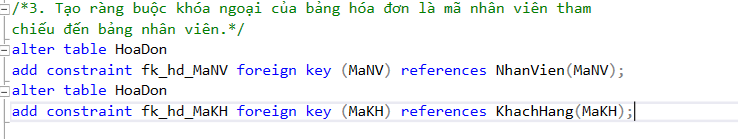 /*3. Tạo ràng buộc khóa ngoại của bảng hóa đơn là mã nhân viên tham
chiếu đến bảng nhân viên.*/
alter table HoaDon
add constraint fk_hd_MaNV foreign key (MaNV) references NhanVien(MaNV);
alter table HoaDon
add constraint fk_hd_MaKH foreign key (MaKH) references KhachHang(MaKH);